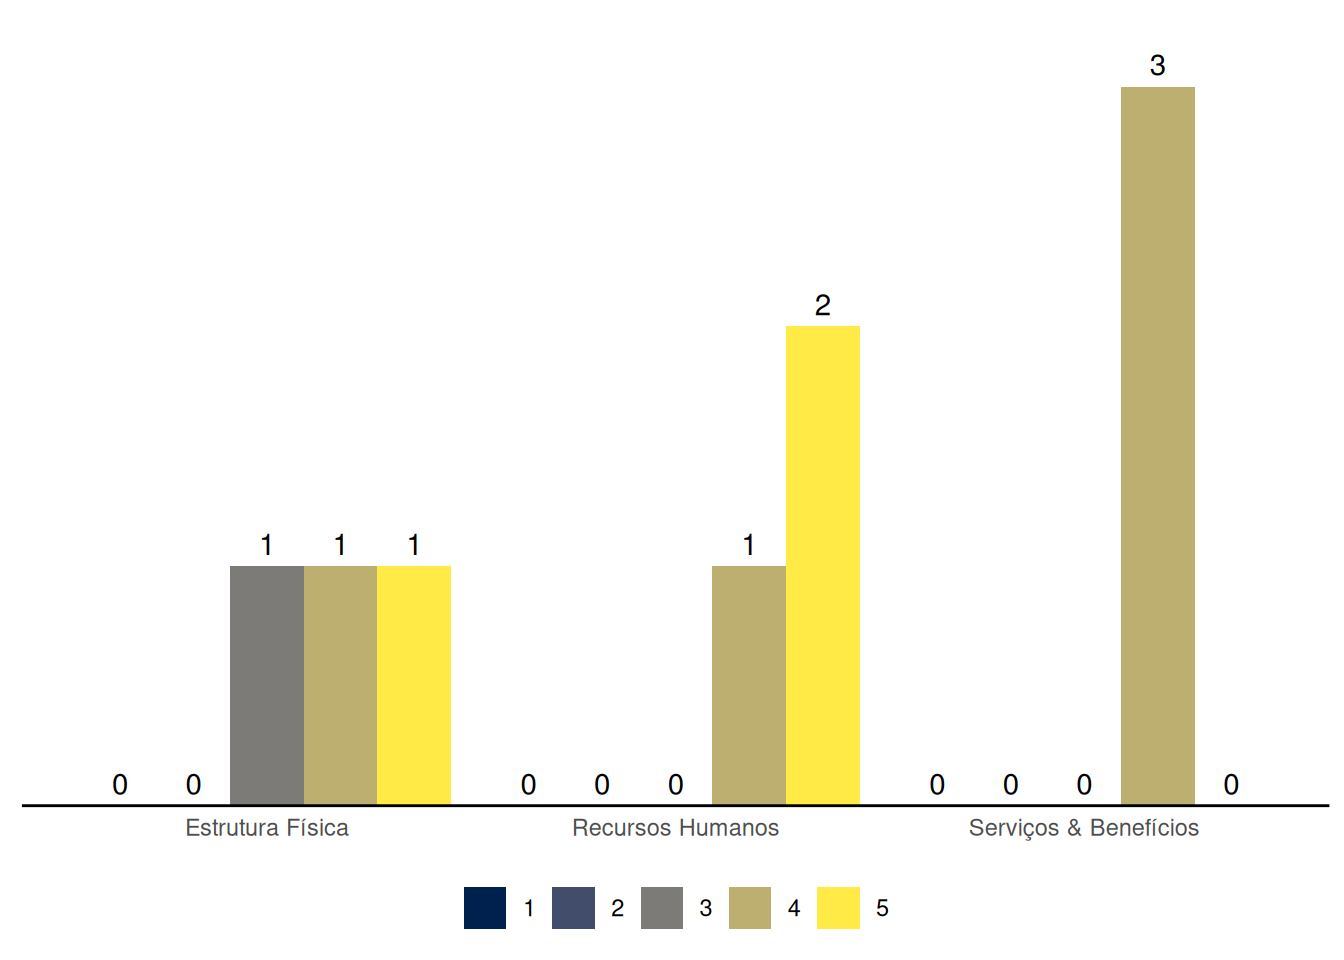 3
2
1 1 1 1
0 0 0 0 0 0 0 0 0
Estrutura Física Recursos Humanos Serviços & Benefícios
1 2 3 4 5